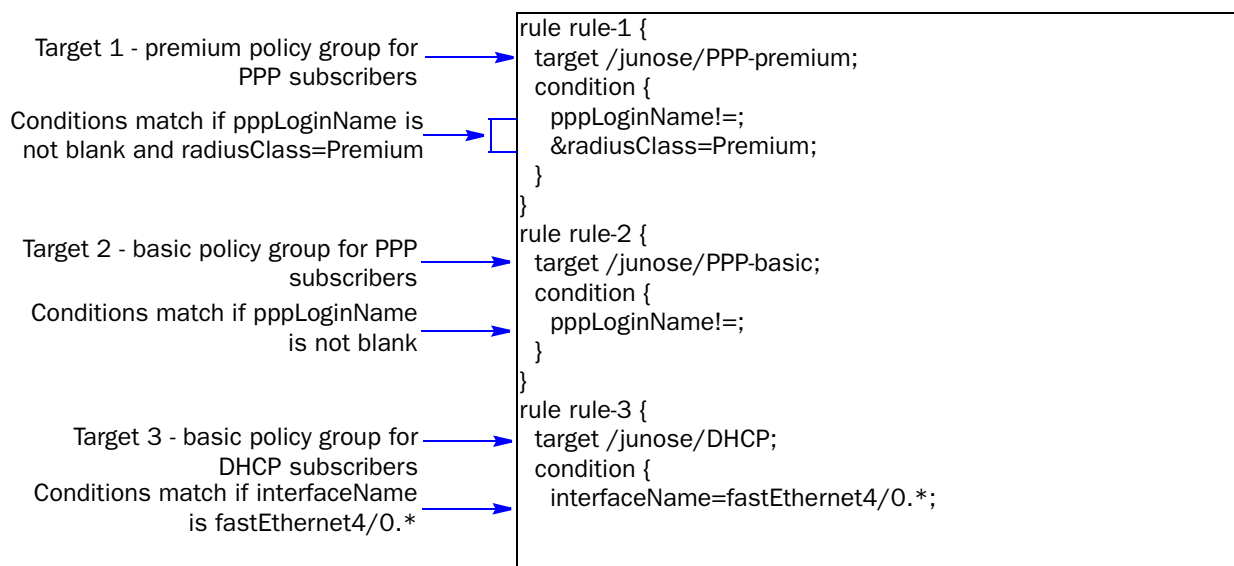 Target 1 - premium policy group for
PPP subscribers
Conditions match if pppLoginName is
not blank and radiusClass=Premium
Target 2 - basic policy group for PPP
subscribers
Conditions match if pppLoginName
is not blank
Target 3 - basic policy group for
DHCP subscribers
Conditions match if interfaceName
is fastEthernet4/0.*
rule rule-1 {
target /junose/PPP-premium;
condition {
pppLoginName!=;
&radiusClass=Premium;
}
}
rule rule-2 {
target /junose/PPP-basic;
condition {
pppLoginName!=;
}
}
rule rule-3 {
target /junose/DHCP;
condition {
interfaceName=fastEthernet4/0.*;